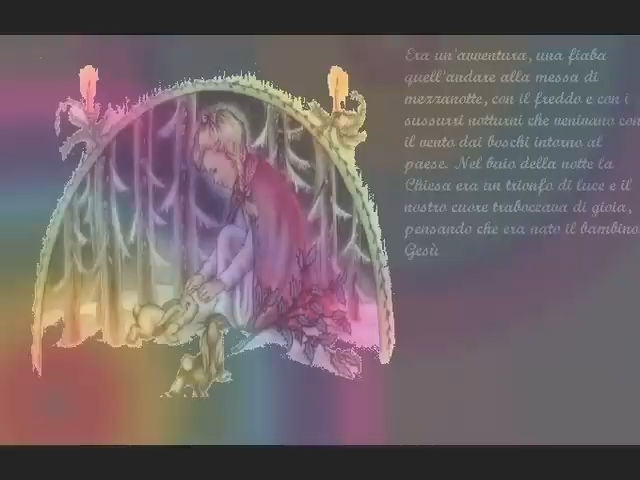 Era un'avventura, una fiaba
quell'andare alla messa di
mezzanotte, con il freddo e con i
sussurri notturni che venivano con
il vento dai boschi intorno al
paese. Nel buio della notte la
Chiesa era un trionfo di luce e il
nostro cuore traboccava di gioia,
pensando che era nato il bambino
Gesù